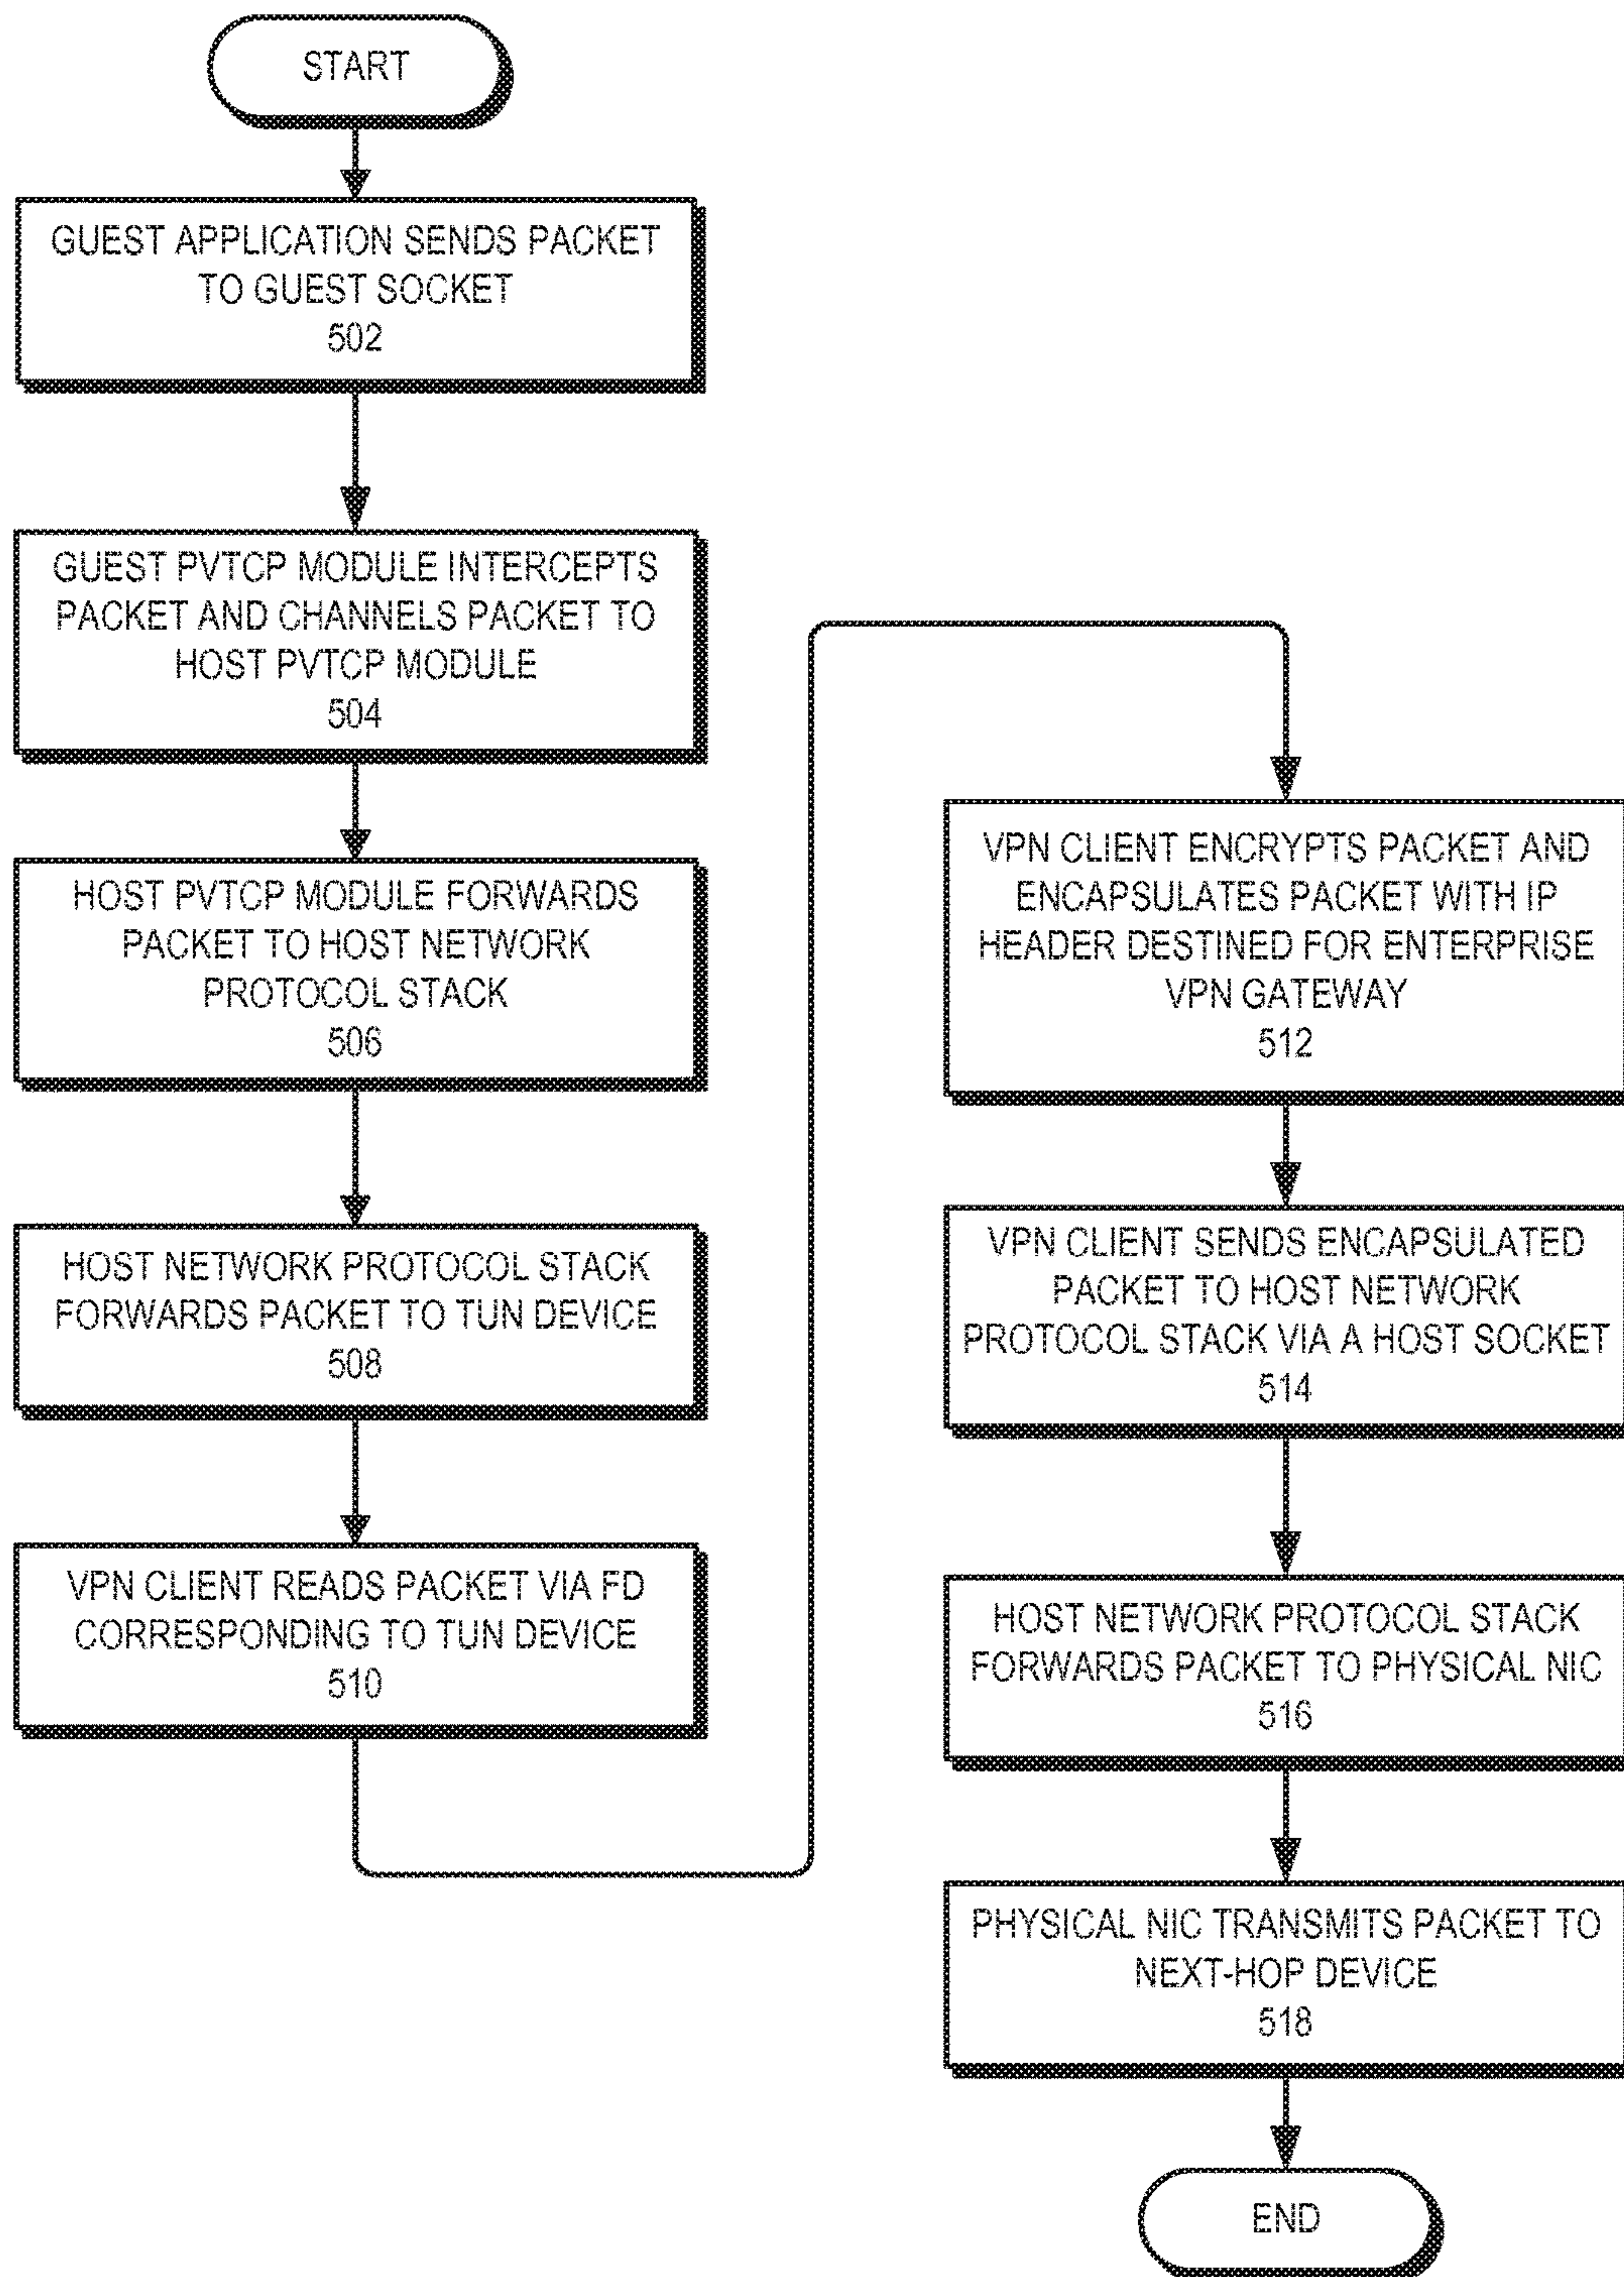 START
GUEST APPLICATION SENDS PACKET
TO GUEST SOCKET
502
GUEST PVTCP MODULE INTERCEPTS
PACKET AND CHANNELS PACKET TO
HOST PVTCP MODULE
504
HOST PVTCP MODULE FORWARDS
PACKET TO HOST NETWORK
PROTOCOL STACK
506
HOST NETWORK PROTOCOL STACK
FORWARDS PACKET TO TUN DEVICE
508
VPN CLIENT READS PACKET VIA FD
CORRESPONDING TO TUN DEVICE
510
VPN CLIENT ENCRYPTS PACKET AND
ENCAPSULATES PACKET WITH IP
HEADER DESTINED FOR ENTERPRISE
VPN GATEWAY
512
VPN CLIENT SENDS ENCAPSULATED
PACKET TO HOST NETWORK
PROTOCOL STACK VIA A HOST SOCKET
514
HOST NETWORK PROTOCOL STACK
FORWARDS PACKET TO PHYSICAL NIC
516
PHYSICAL NIC TRANSMITS PACKET TO
NEXT-HOP DEVICE
518
END